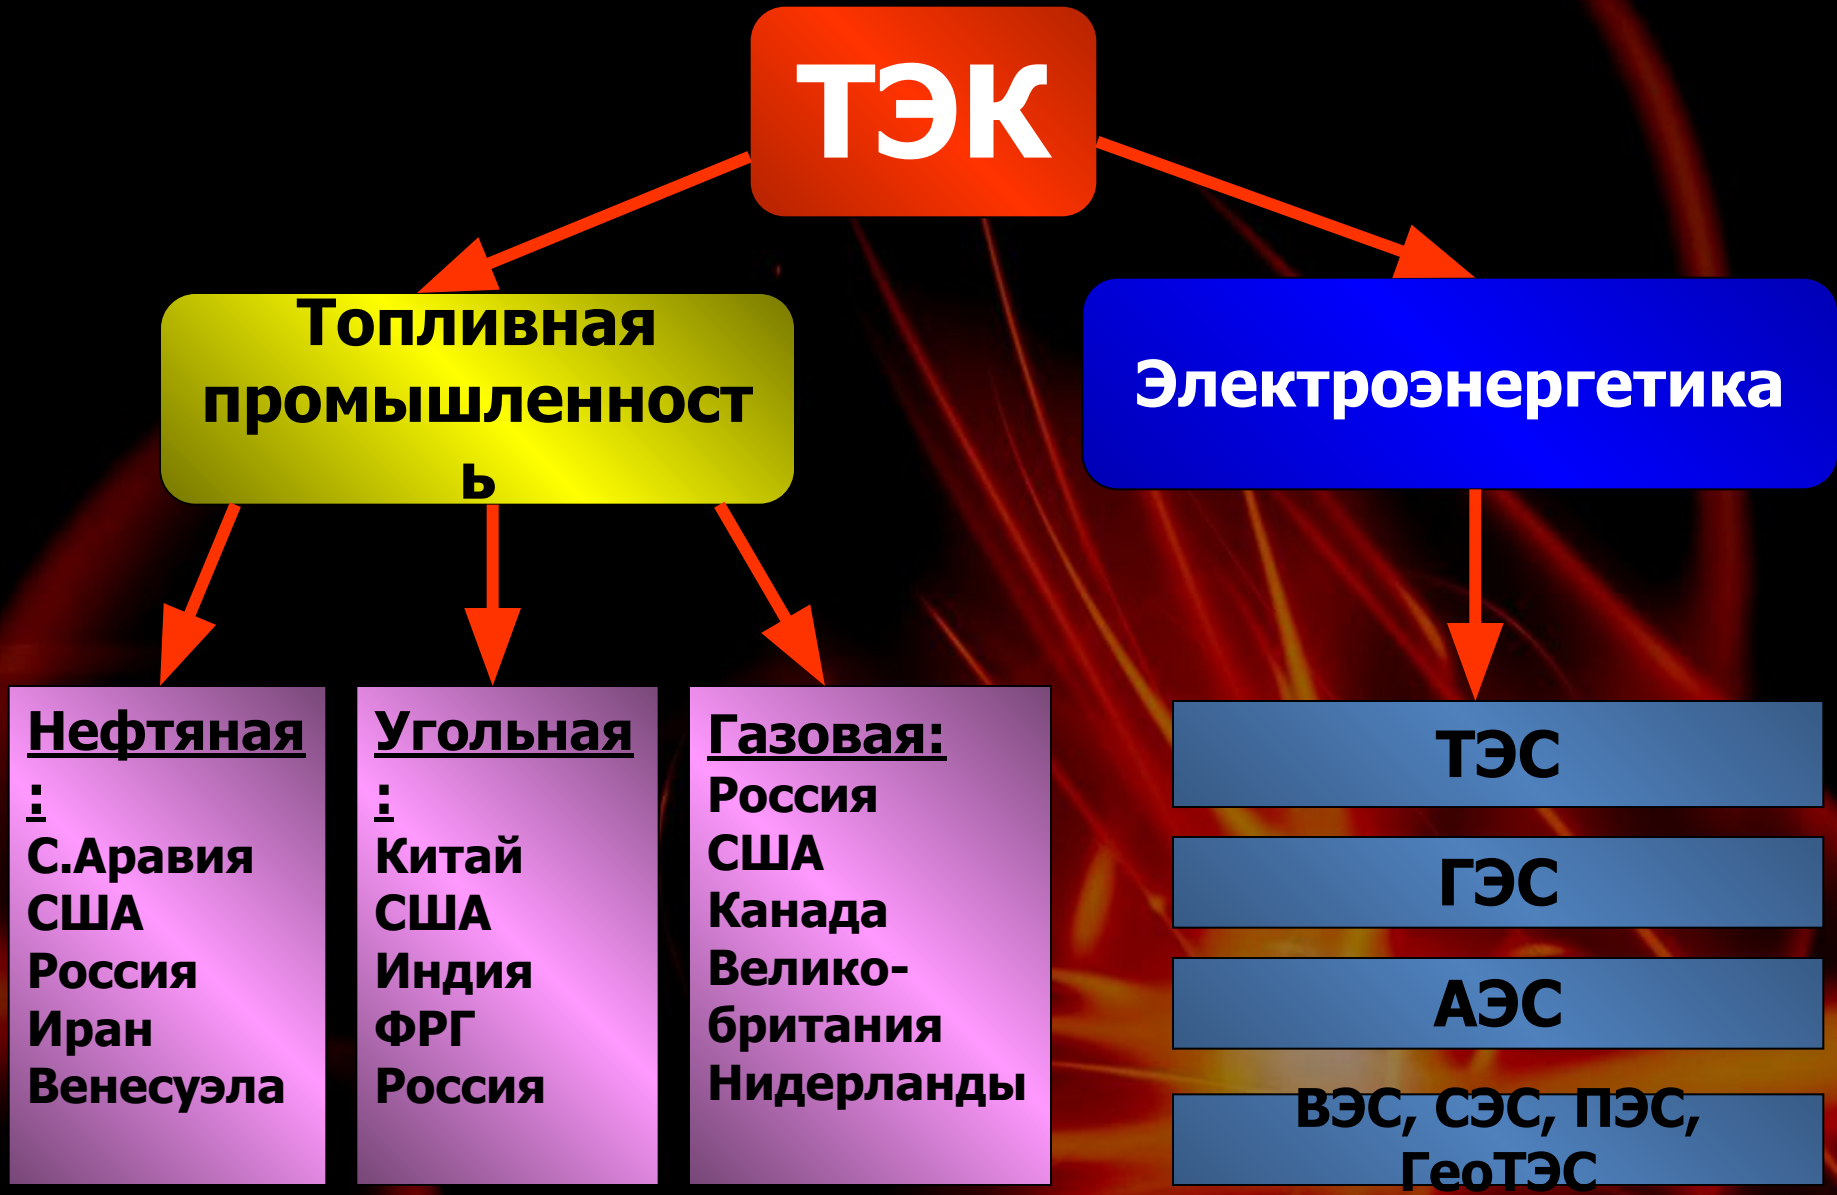 ТЭК
Топливная
промышленност
ь
Электроэнергетика
Нефтяная
:
С.Аравия
США
Россия
Иран
Венесуэла
Угольная
:
Китай
США
Индия
ФРГ
Россия
Газовая:
Россия
США
Канада
Велико-
британия
Нидерланды
ТЭС
ГЭС
АЭС
ВЭС, СЭС, ПЭС,
ГеоТЭС